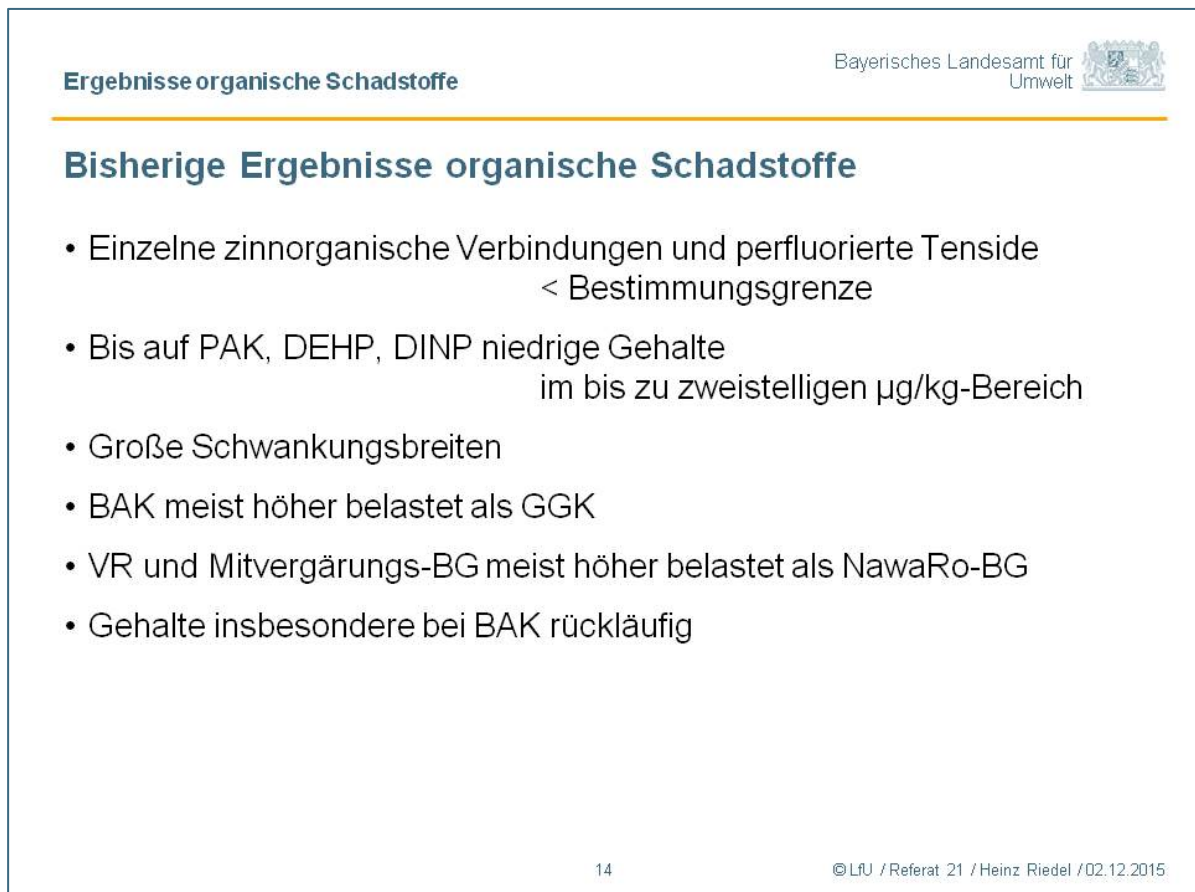 Ergebnisse organische Schadstoffe
Bayerisches Landesamt für
Umwelt
Bisherige Ergebnisse organische Schadstoffe
• Einzelne zinnorganische Verbindungen und perfluorierte Tenside
< Bestimmungsgrenze
• Bis auf PAK, DEHP, DINP niedrige Gehalte
im bis zu zweistelligen µg/kg-Bereich
• Große Schwankungsbreiten
• BAK meist höher belastet als GGK
• VR und Mitvergärungs-BG meist höher belastet als NawaRo-BG
• Gehalte insbesondere bei BAK rückläufig
14
© LfU / Referat 21 / Heinz Riedel / 02.12.2015